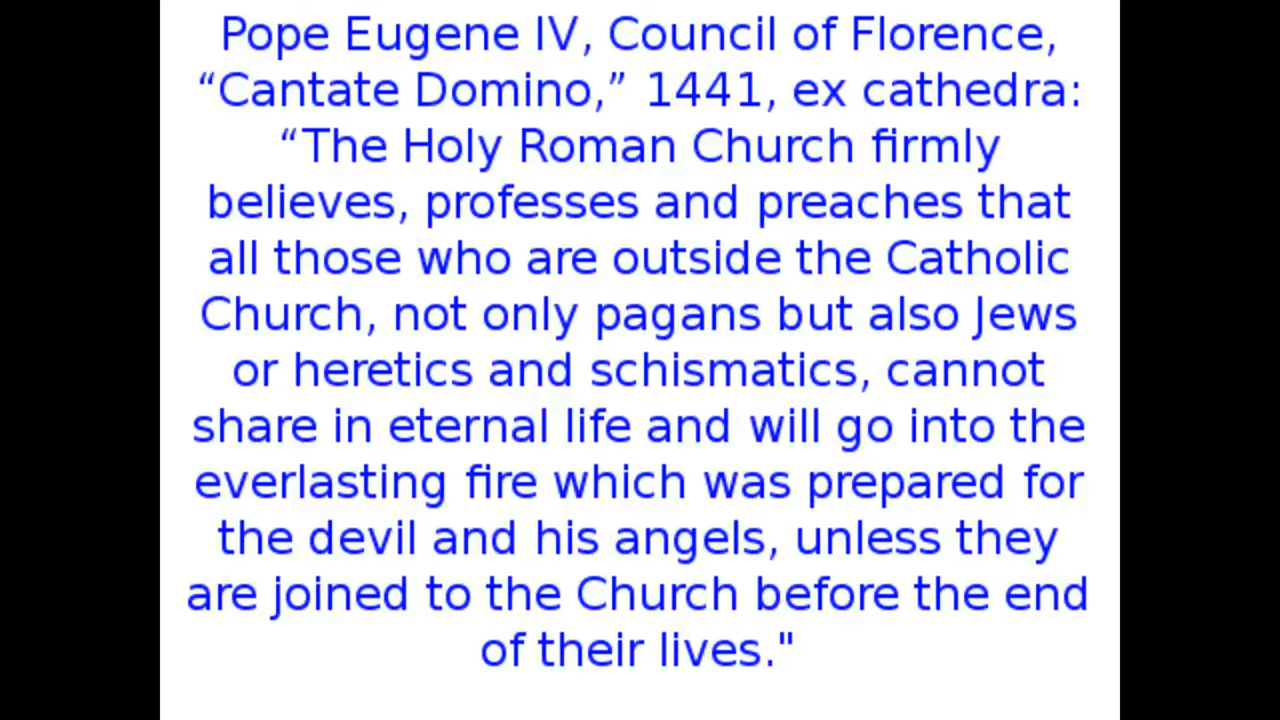 Pope Eugene IV, Council of Florence,
“Cantate Domino,” 1441, ex cathedra:
“The Holy Roman Church firmly
believes, professes and preaches that
all those who are outside the Catholic
Church, not only pagans but also Jews
or heretics and schismatics, cannot
share in eternal life and will go into the
everlasting fire which was prepared for
the devil and his angels, unless they
are joined to the Church before the end
of their lives."